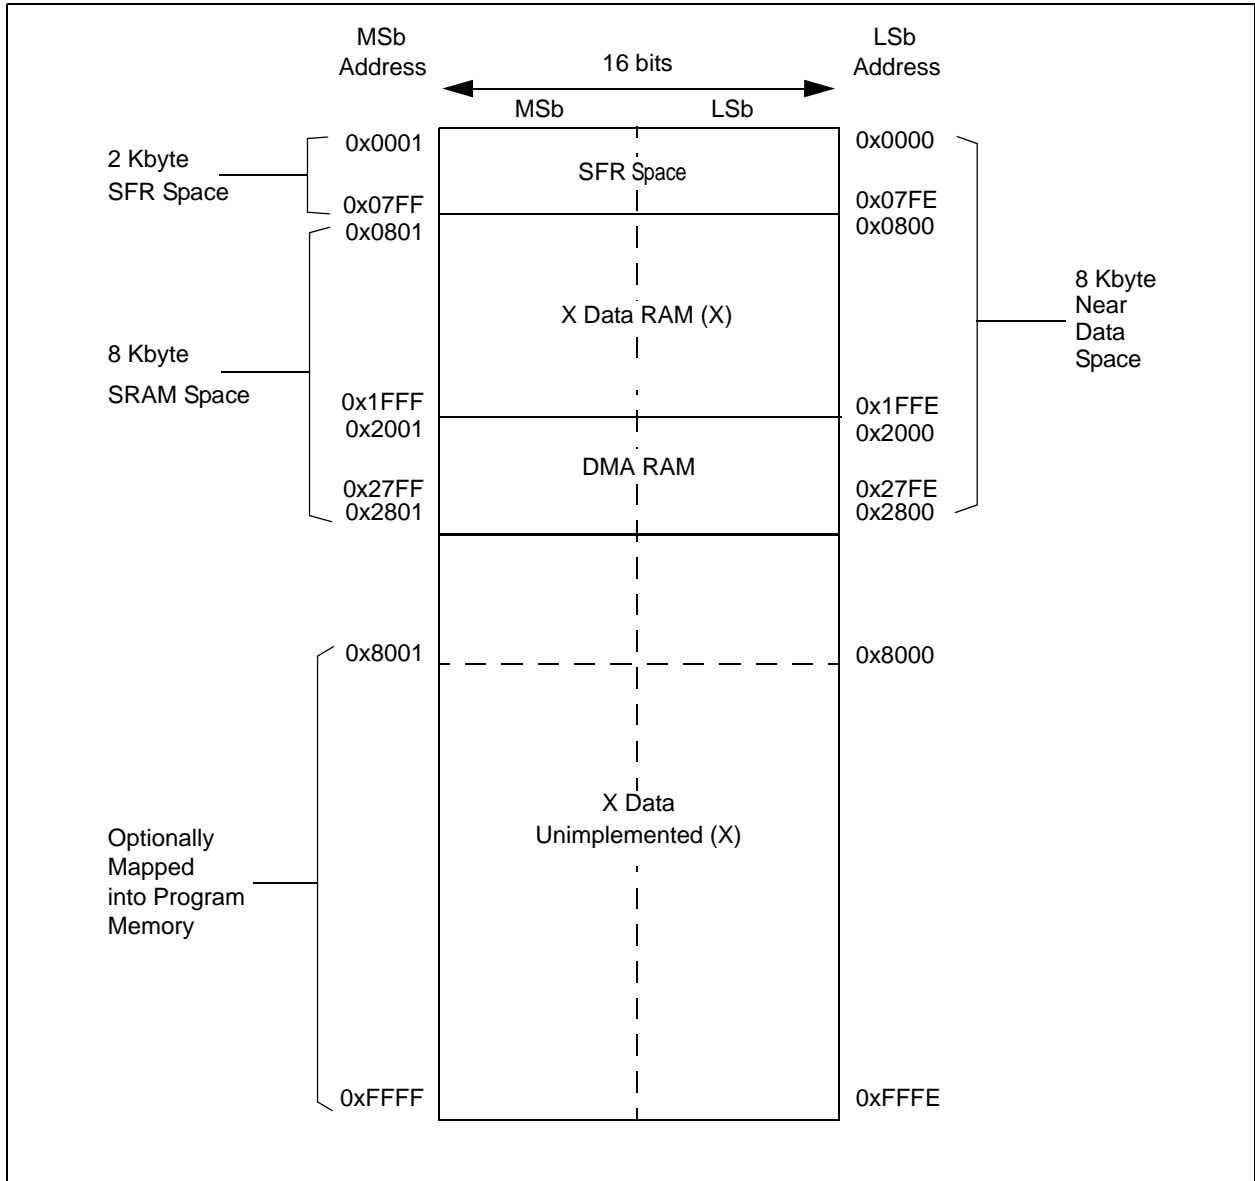 MSb
Address
16 bits
LSb
Address
MSb
LSb
2 Kbyte
SFR Space
0x0001
0x0000
SFR Space
0x07FF
0x07FE
0x0801
0x0800
X Data RAM (X)
8 Kbyte
Near
Data
Space
8 Kbyte
SRAM Space
0x1FFF
0x1FFE
0x2001
0x2000
DMA RAM
0x27FF
0x27FE
0x2801
0x2800
0x8001
0x8000
X Data
Unimplemented (X)
Optionally
Mapped
into Program
Memory
0xFFFF
0xFFFE